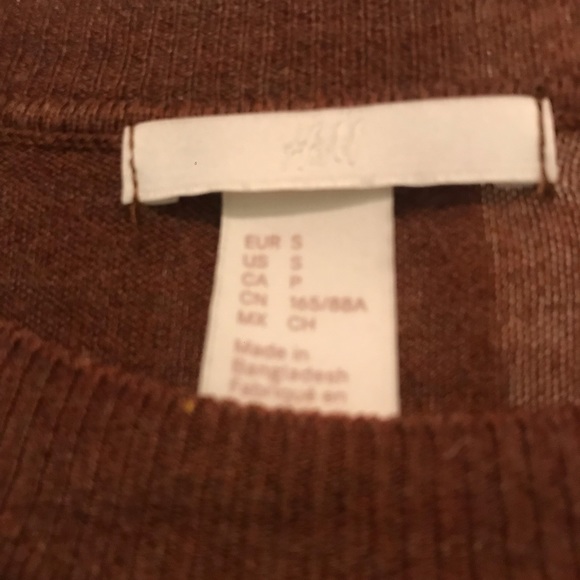 EUR S
US S
CA P
CN 165/88A
MX CH
Made in
Bangladesh
Fabriqué en